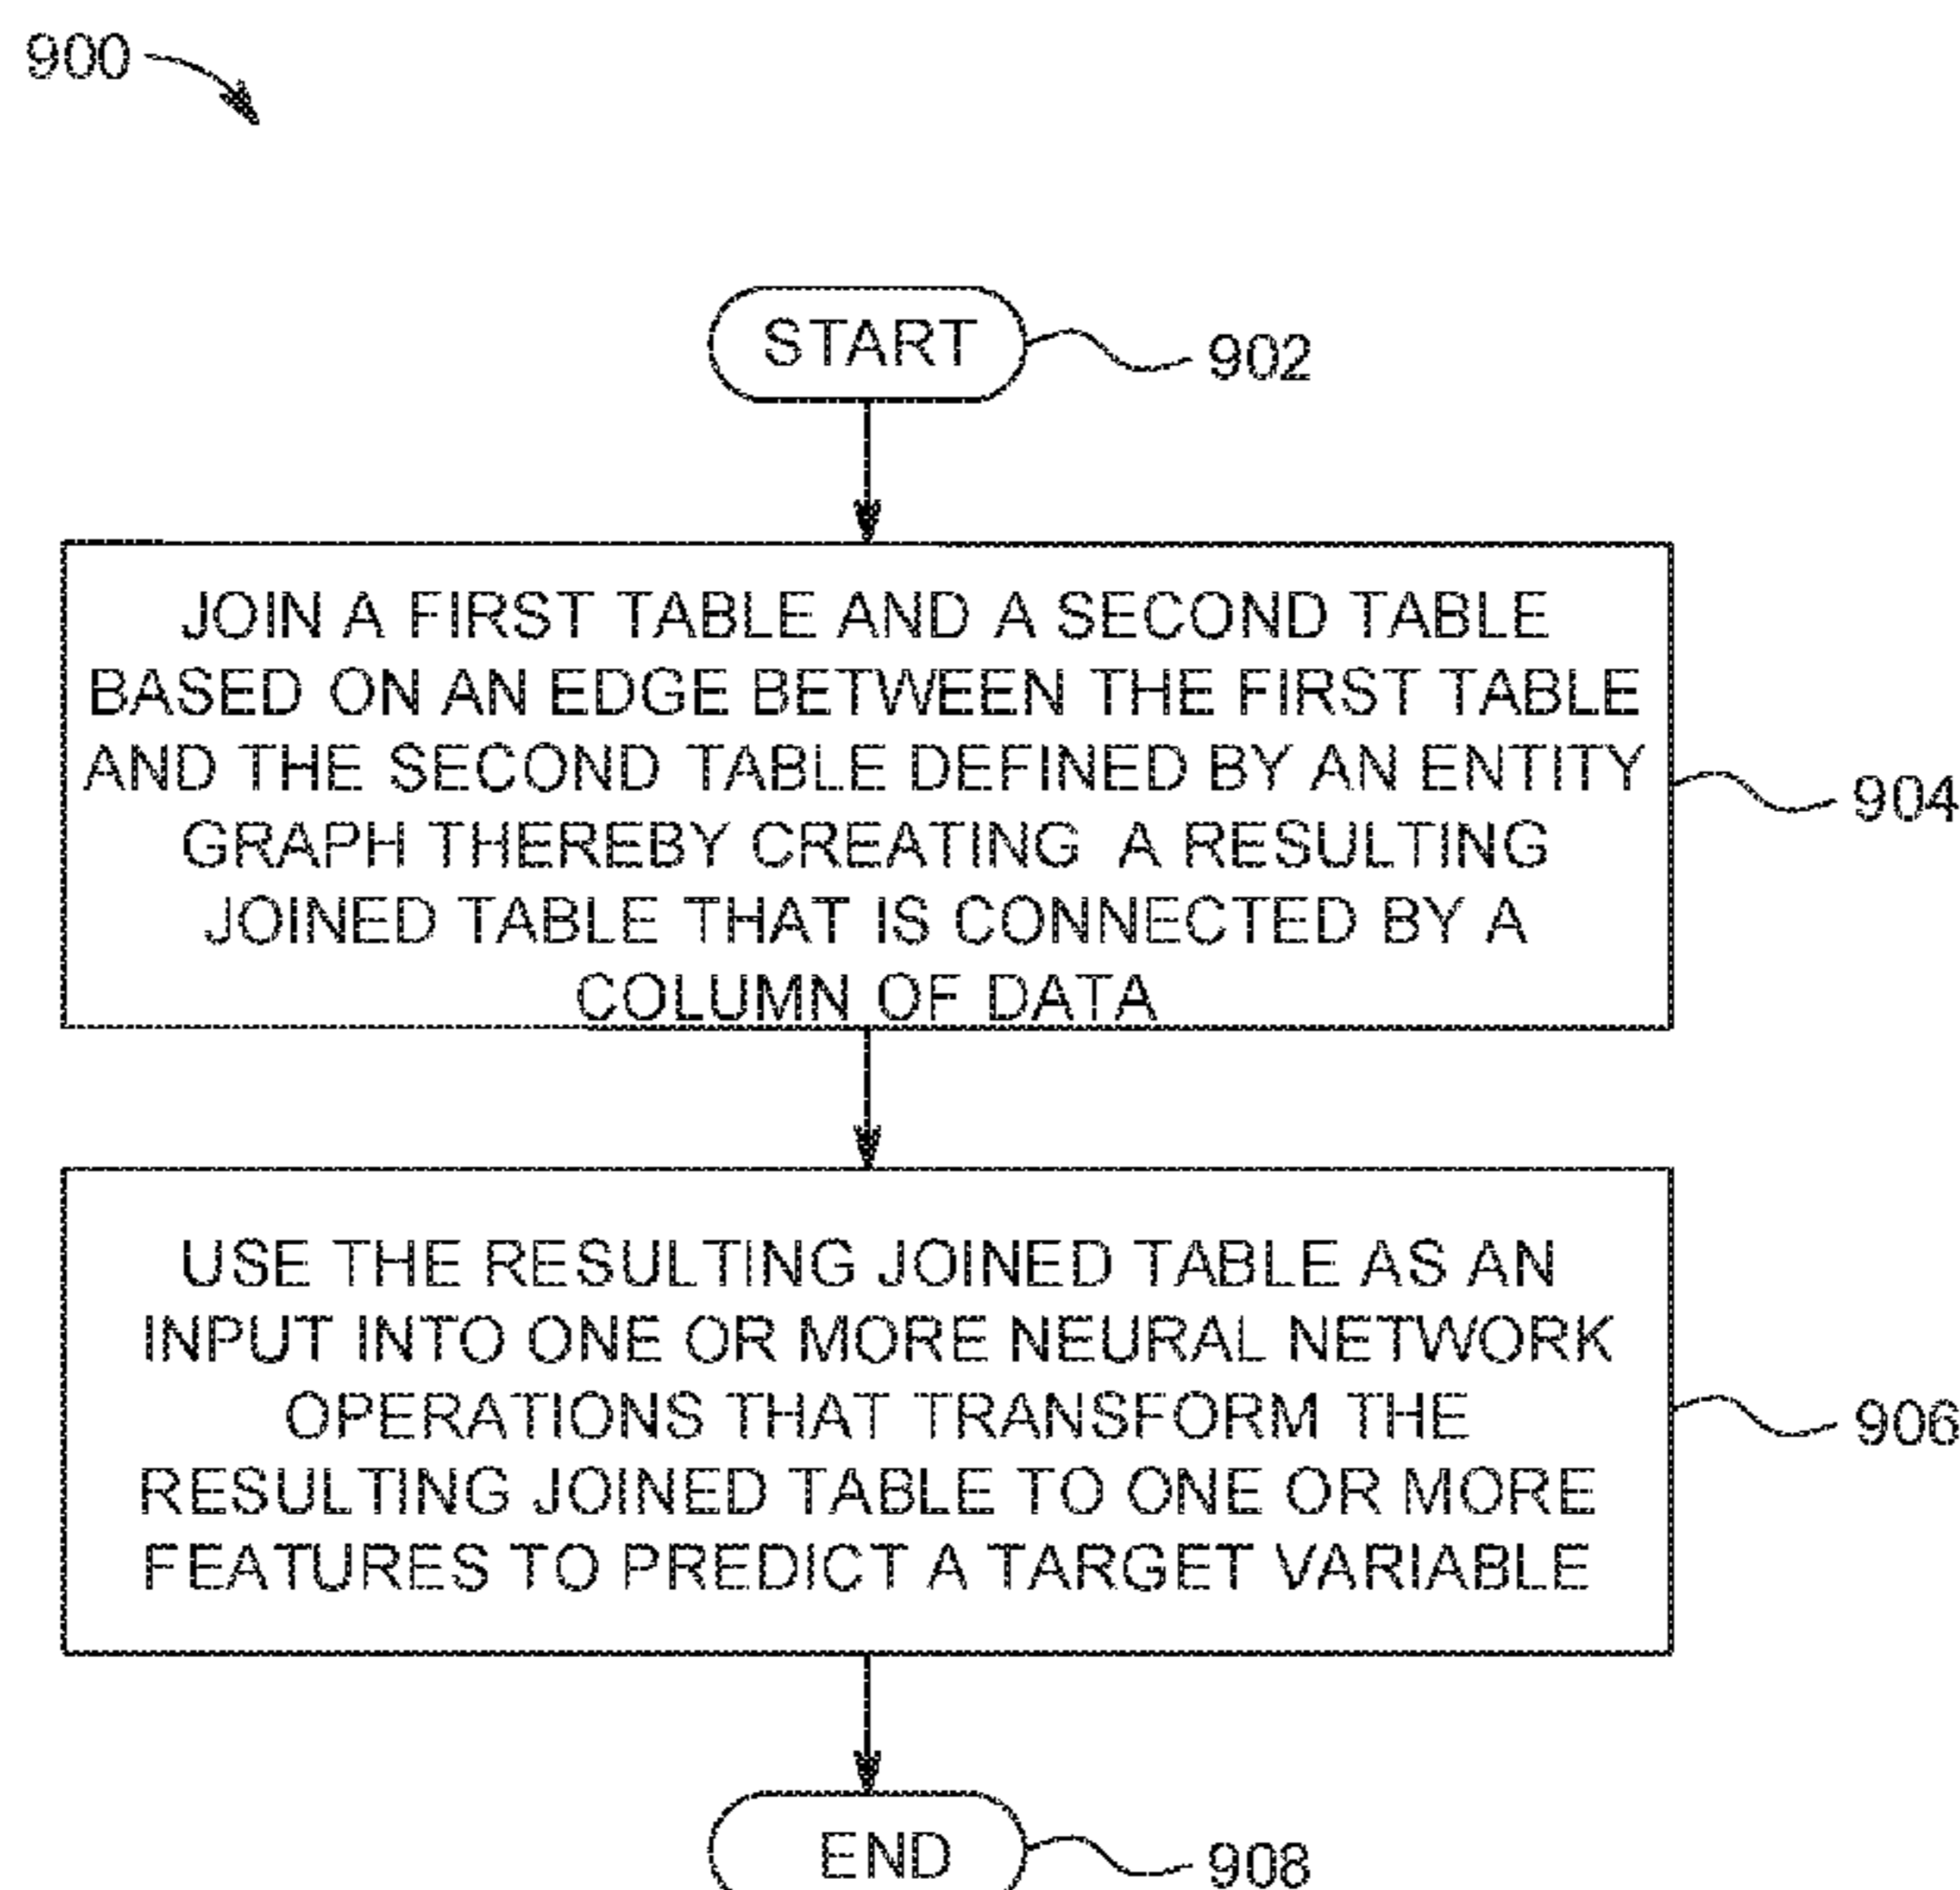 900
START
902
JOIN A FIRST TABLE AND A SECOND TABLE
BASED ON AN EDGE BETWEEN THE FIRST TABLE
AND THE SECOND TABLE DEFINED BY AN ENTITY
GRAPH THEREBY CREATING A RESULTING
JOINED TABLE THAT IS CONNECTED BY A
COLUMN OF DATA
904
USE THE RESULTING JOINED TABLE AS AN
INPUT INTO ONE OR MORE NEURAL NETWORK
OPERATIONS THAT TRANSFORM THE
RESULTING JOINED TABLE TO ONE OR MORE
FEATURES TO PREDICT A TARGET VARIABLE
906
END
908